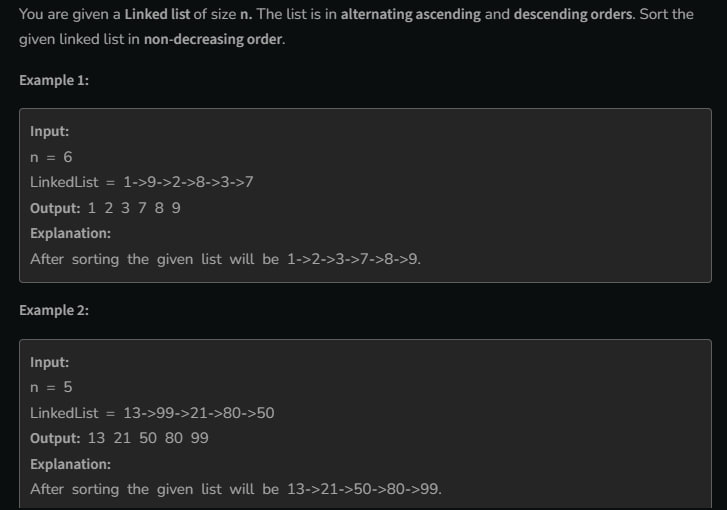 You are given a Linked list of size n. The list is in alternating ascending and descending orders. Sort the
given linked list in non-decreasing order.
Example 1:
Input:
n = 6
LinkedList = 1->9->2->8->3->7
Output: 1 2 3 7 8 9
Explanation:
After sorting the given list will be 1->2->3->7->8->9.
Example 2:
Input:
n = 5
LinkedList = 13->99->21->80->50
Output: 13 21 50 80 99
Explanation:
After sorting the given list will be 13->21->50->80->99.